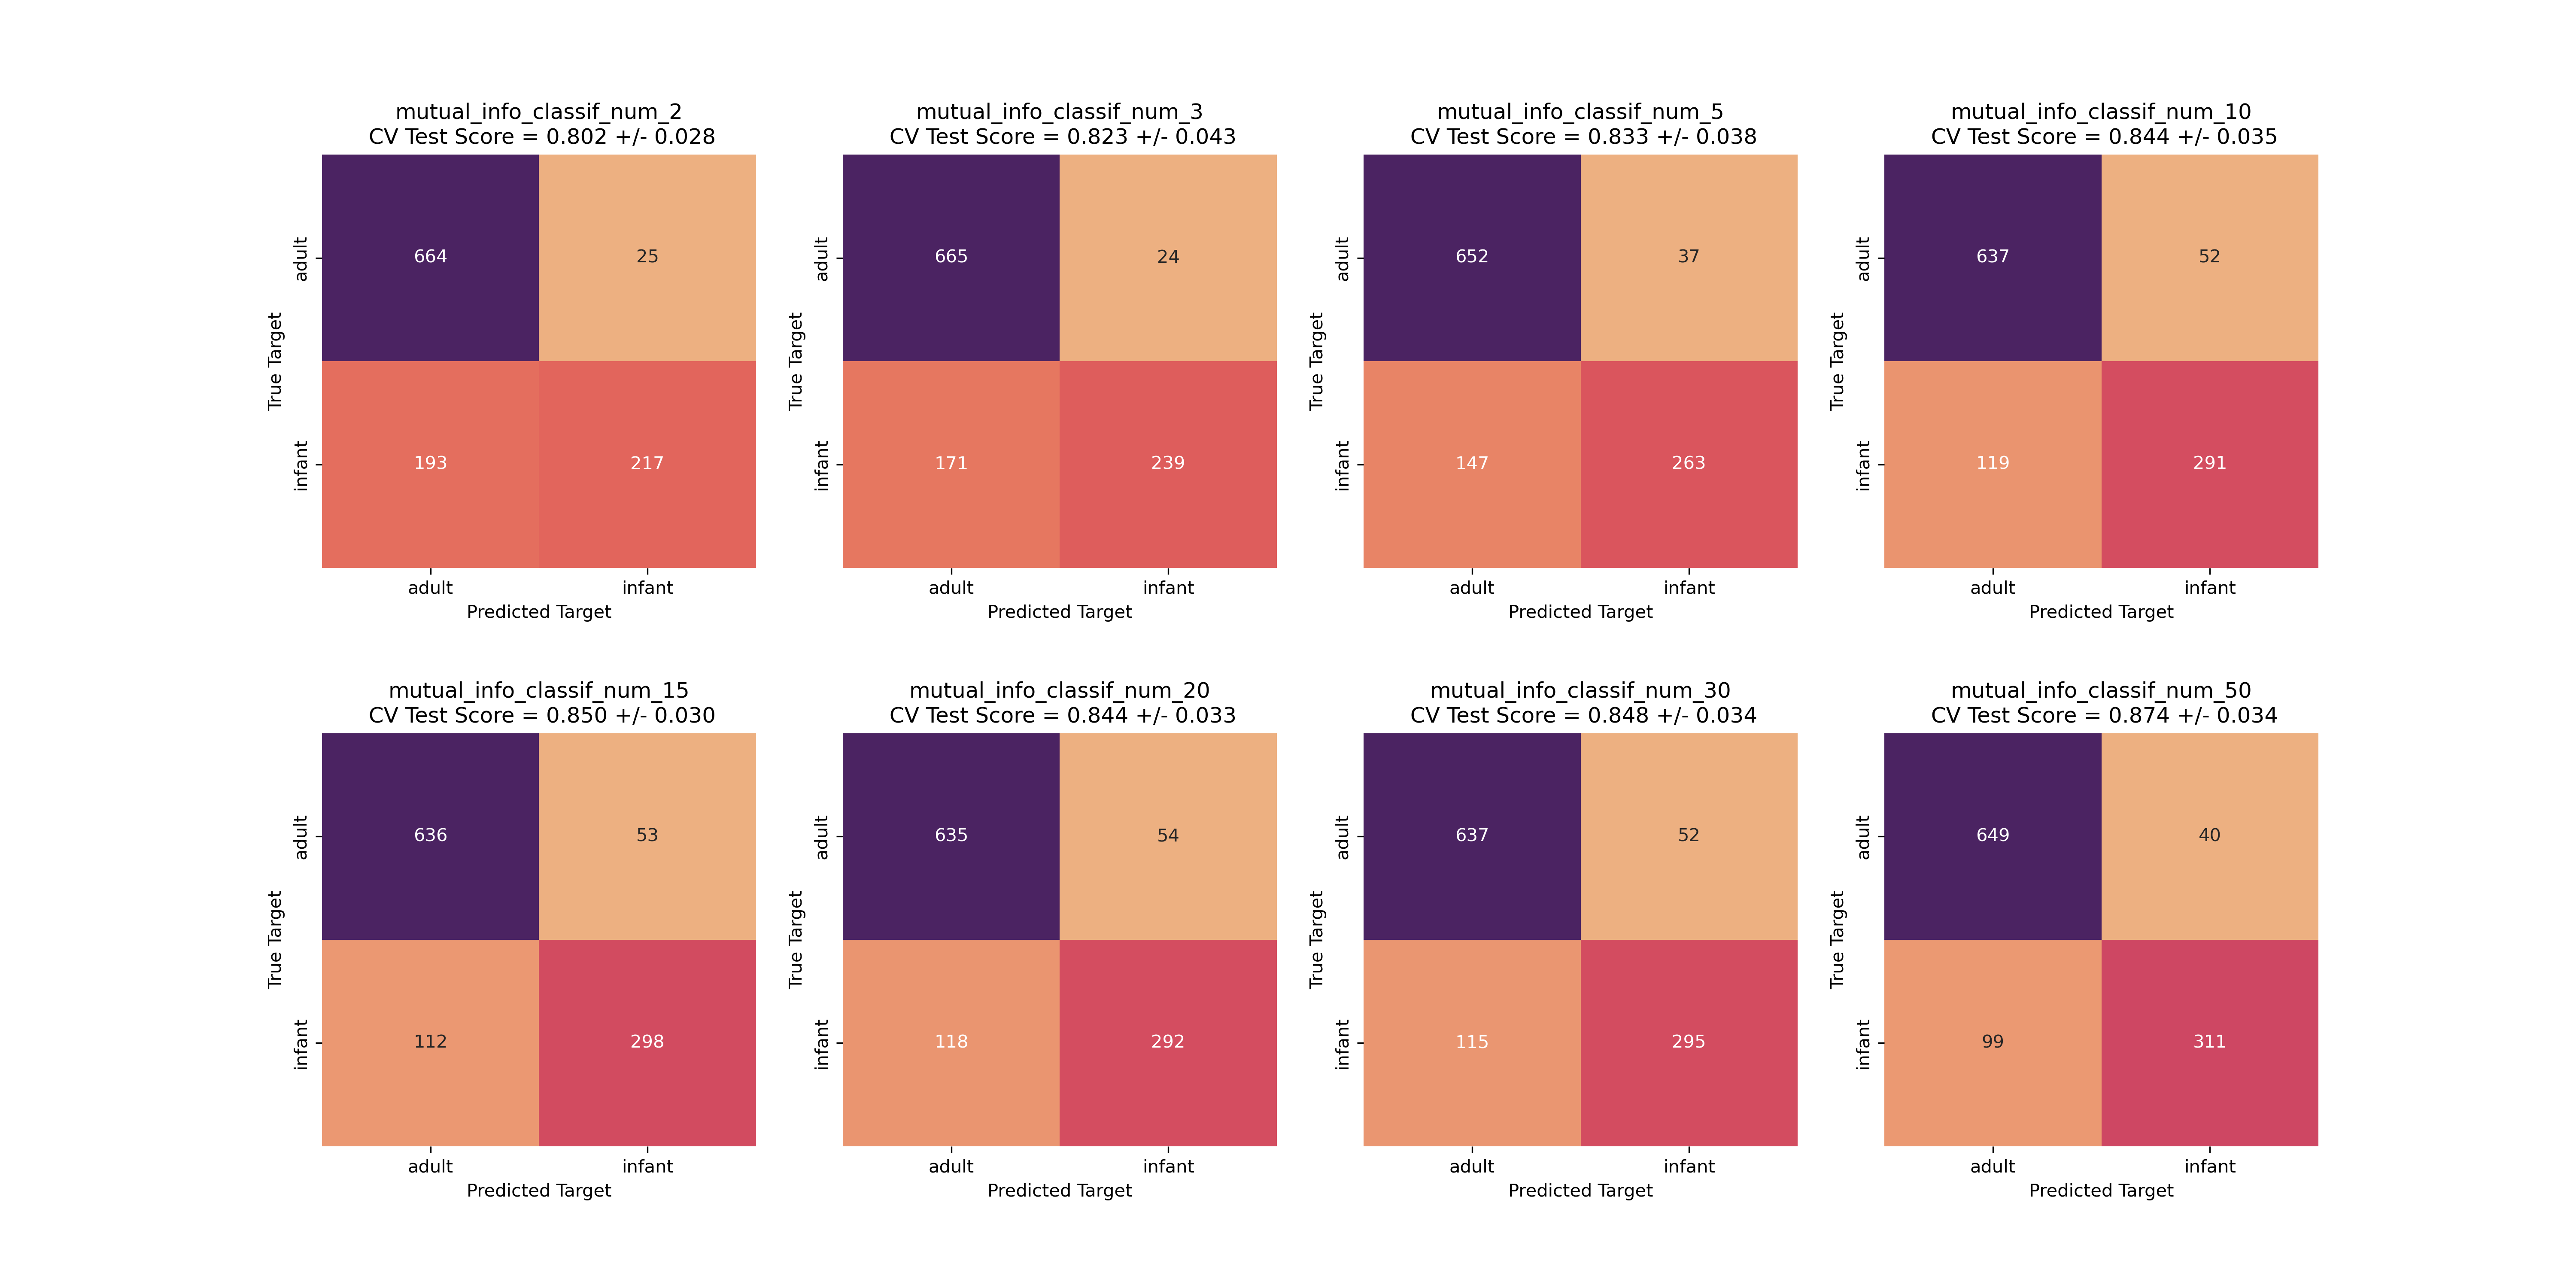 mutual_info_classif_num_2
CV Test Score = 0.802 +/- 0.028
True Target
adult
infant
664
25
193
217
adult
infant
Predicted Target
mutual_info_classif_num_3
CV Test Score = 0.823 +/- 0.043
True Target
adult
infant
665
24
171
239
adult
infant
Predicted Target
mutual_info_classif_num_5
CV Test Score = 0.833 +/- 0.038
True Target
adult
infant
652
37
147
263
adult
infant
Predicted Target
mutual_info_classif_num_10
CV Test Score = 0.844 +/- 0.035
True Target
adult
infant
637
52
119
291
adult
infant
Predicted Target
mutual_info_classif_num_15
CV Test Score = 0.850 +/- 0.030
True Target
adult
infant
636
53
112
298
adult
infant
Predicted Target
mutual_info_classif_num_20
CV Test Score = 0.844 +/- 0.033
True Target
adult
infant
635
54
118
292
adult
infant
Predicted Target
mutual_info_classif_num_30
CV Test Score = 0.848 +/- 0.034
True Target
adult
infant
637
52
115
295
adult
infant
Predicted Target
mutual_info_classif_num_50
CV Test Score = 0.874 +/- 0.034
True Target
adult
infant
649
40
99
311
adult
infant
Predicted Target